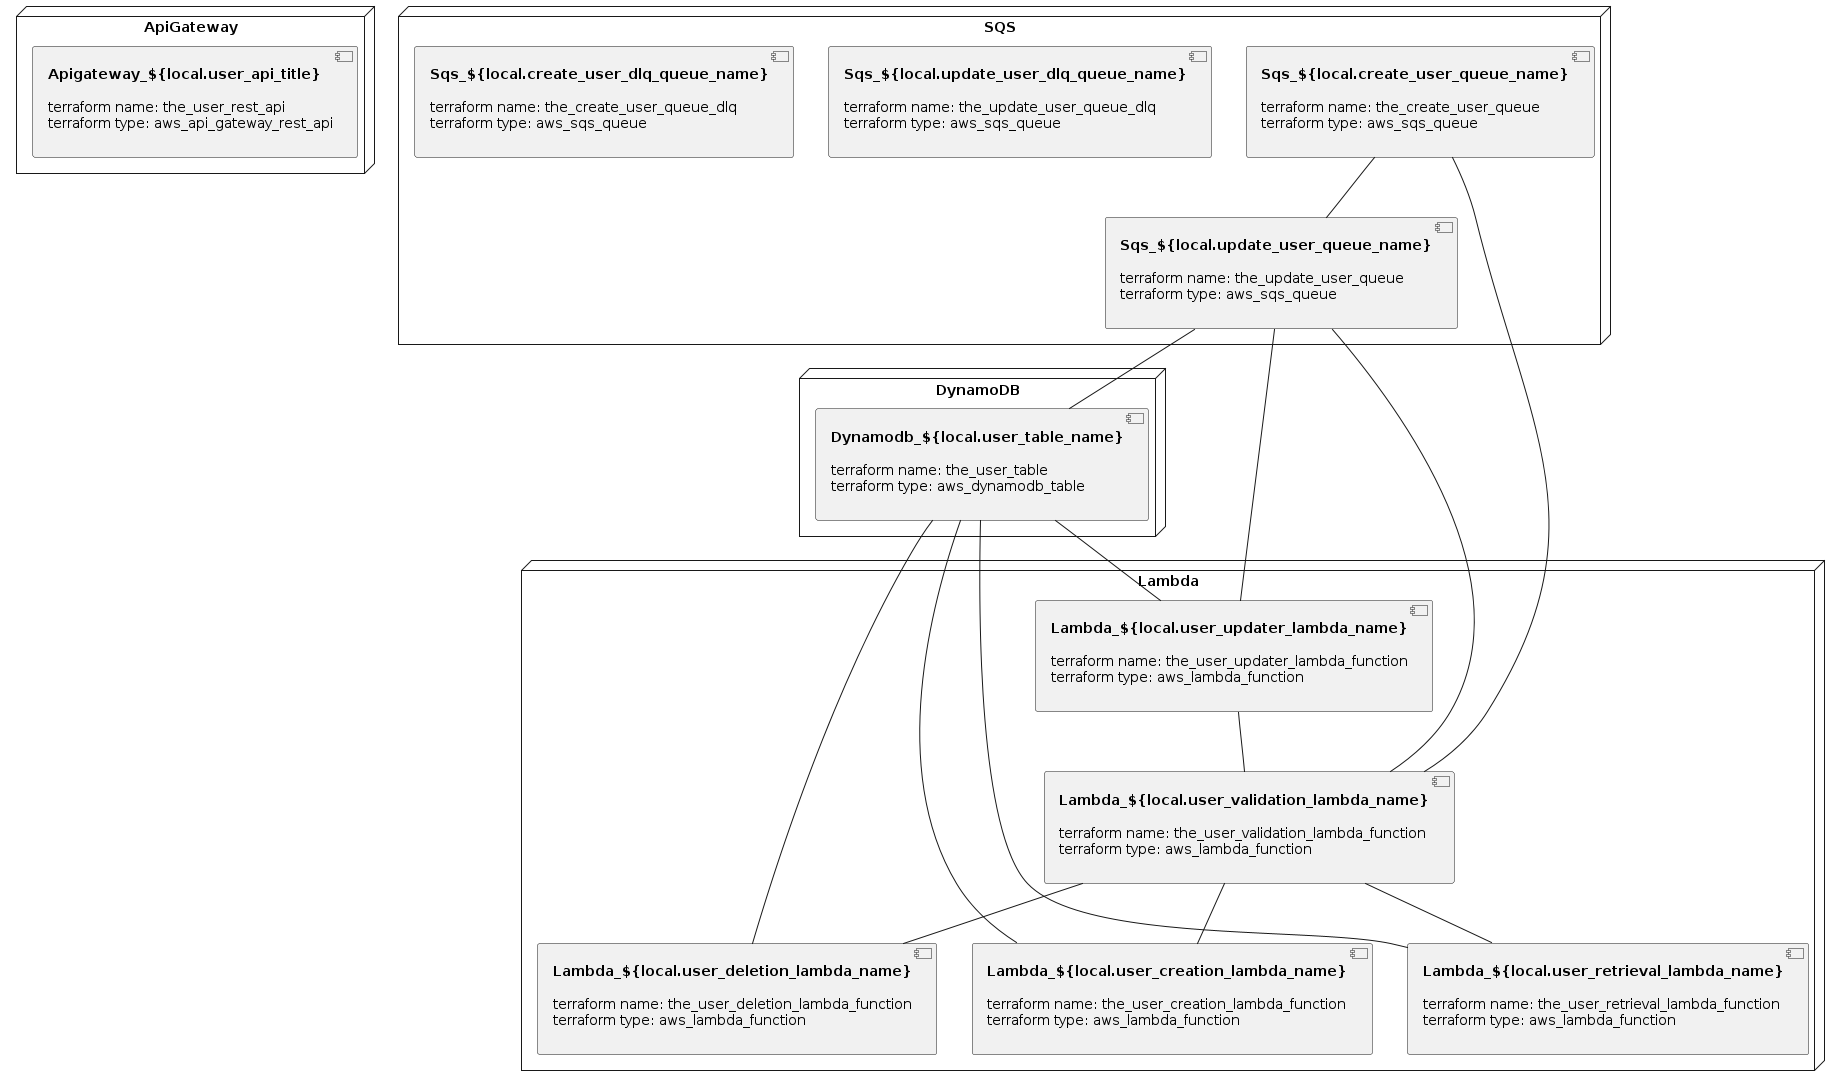 ApiGateway
Apigateway_${local.user_api_title}
terraform name: the_user_rest_api
terraform type: aws_api_gateway_rest_api
SQS
Sqs_${local.create_user_dlq_queue_name}
terraform name: the_create_user_queue_dlq
terraform type: aws_sqs_queue
Sqs_${local.update_user_dlq_queue_name}
terraform name: the_update_user_queue_dlq
terraform type: aws_sqs_queue
Sqs_${local.create_user_queue_name}
terraform name: the_create_user_queue
terraform type: aws_sqs_queue
Sqs_${local.update_user_queue_name}
terraform name: the_update_user_queue
terraform type: aws_sqs_queue
DynamoDB
Dynamodb_${local.user_table_name}
terraform name: the_user_table
terraform type: aws_dynamodb_table
Lambda
Lambda_${local.user_updater_lambda_name}
terraform name: the_user_updater_lambda_function
terraform type: aws_lambda_function
Lambda_${local.user_validation_lambda_name}
terraform name: the_user_validation_lambda_function
terraform type: aws_lambda_function
Lambda_${local.user_deletion_lambda_name}
terraform name: the_user_deletion_lambda_function
terraform type: aws_lambda_function
Lambda_${local.user_creation_lambda_name}
terraform name: the_user_creation_lambda_function
terraform type: aws_lambda_function
Lambda_${local.user_retrieval_lambda_name}
terraform name: the_user_retrieval_lambda_function
terraform type: aws_lambda_function